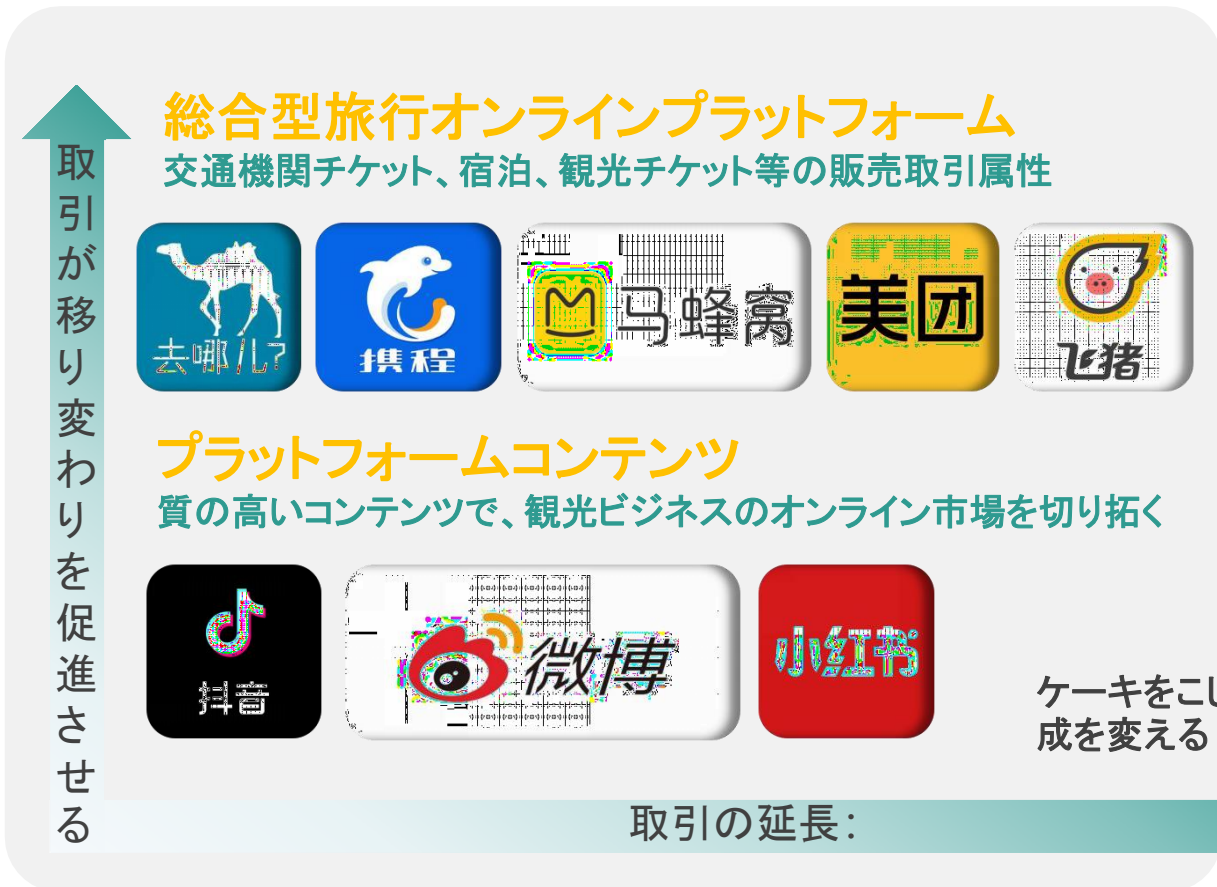 取引が移り変わりを促進させる
総合型旅行オンラインプラットフォーム
交通機関チケット、宿泊、観光チケット等の販売取引属性
去哪儿?
携程
马蜂窝
美团
飞猪
プラットフォームコンテンツ
質の高いコンテンツで、観光ビジネスのオンライン市場を切り拓く
抖音
微博
小红书
ケーキをこし
成を変える
取引の延長: